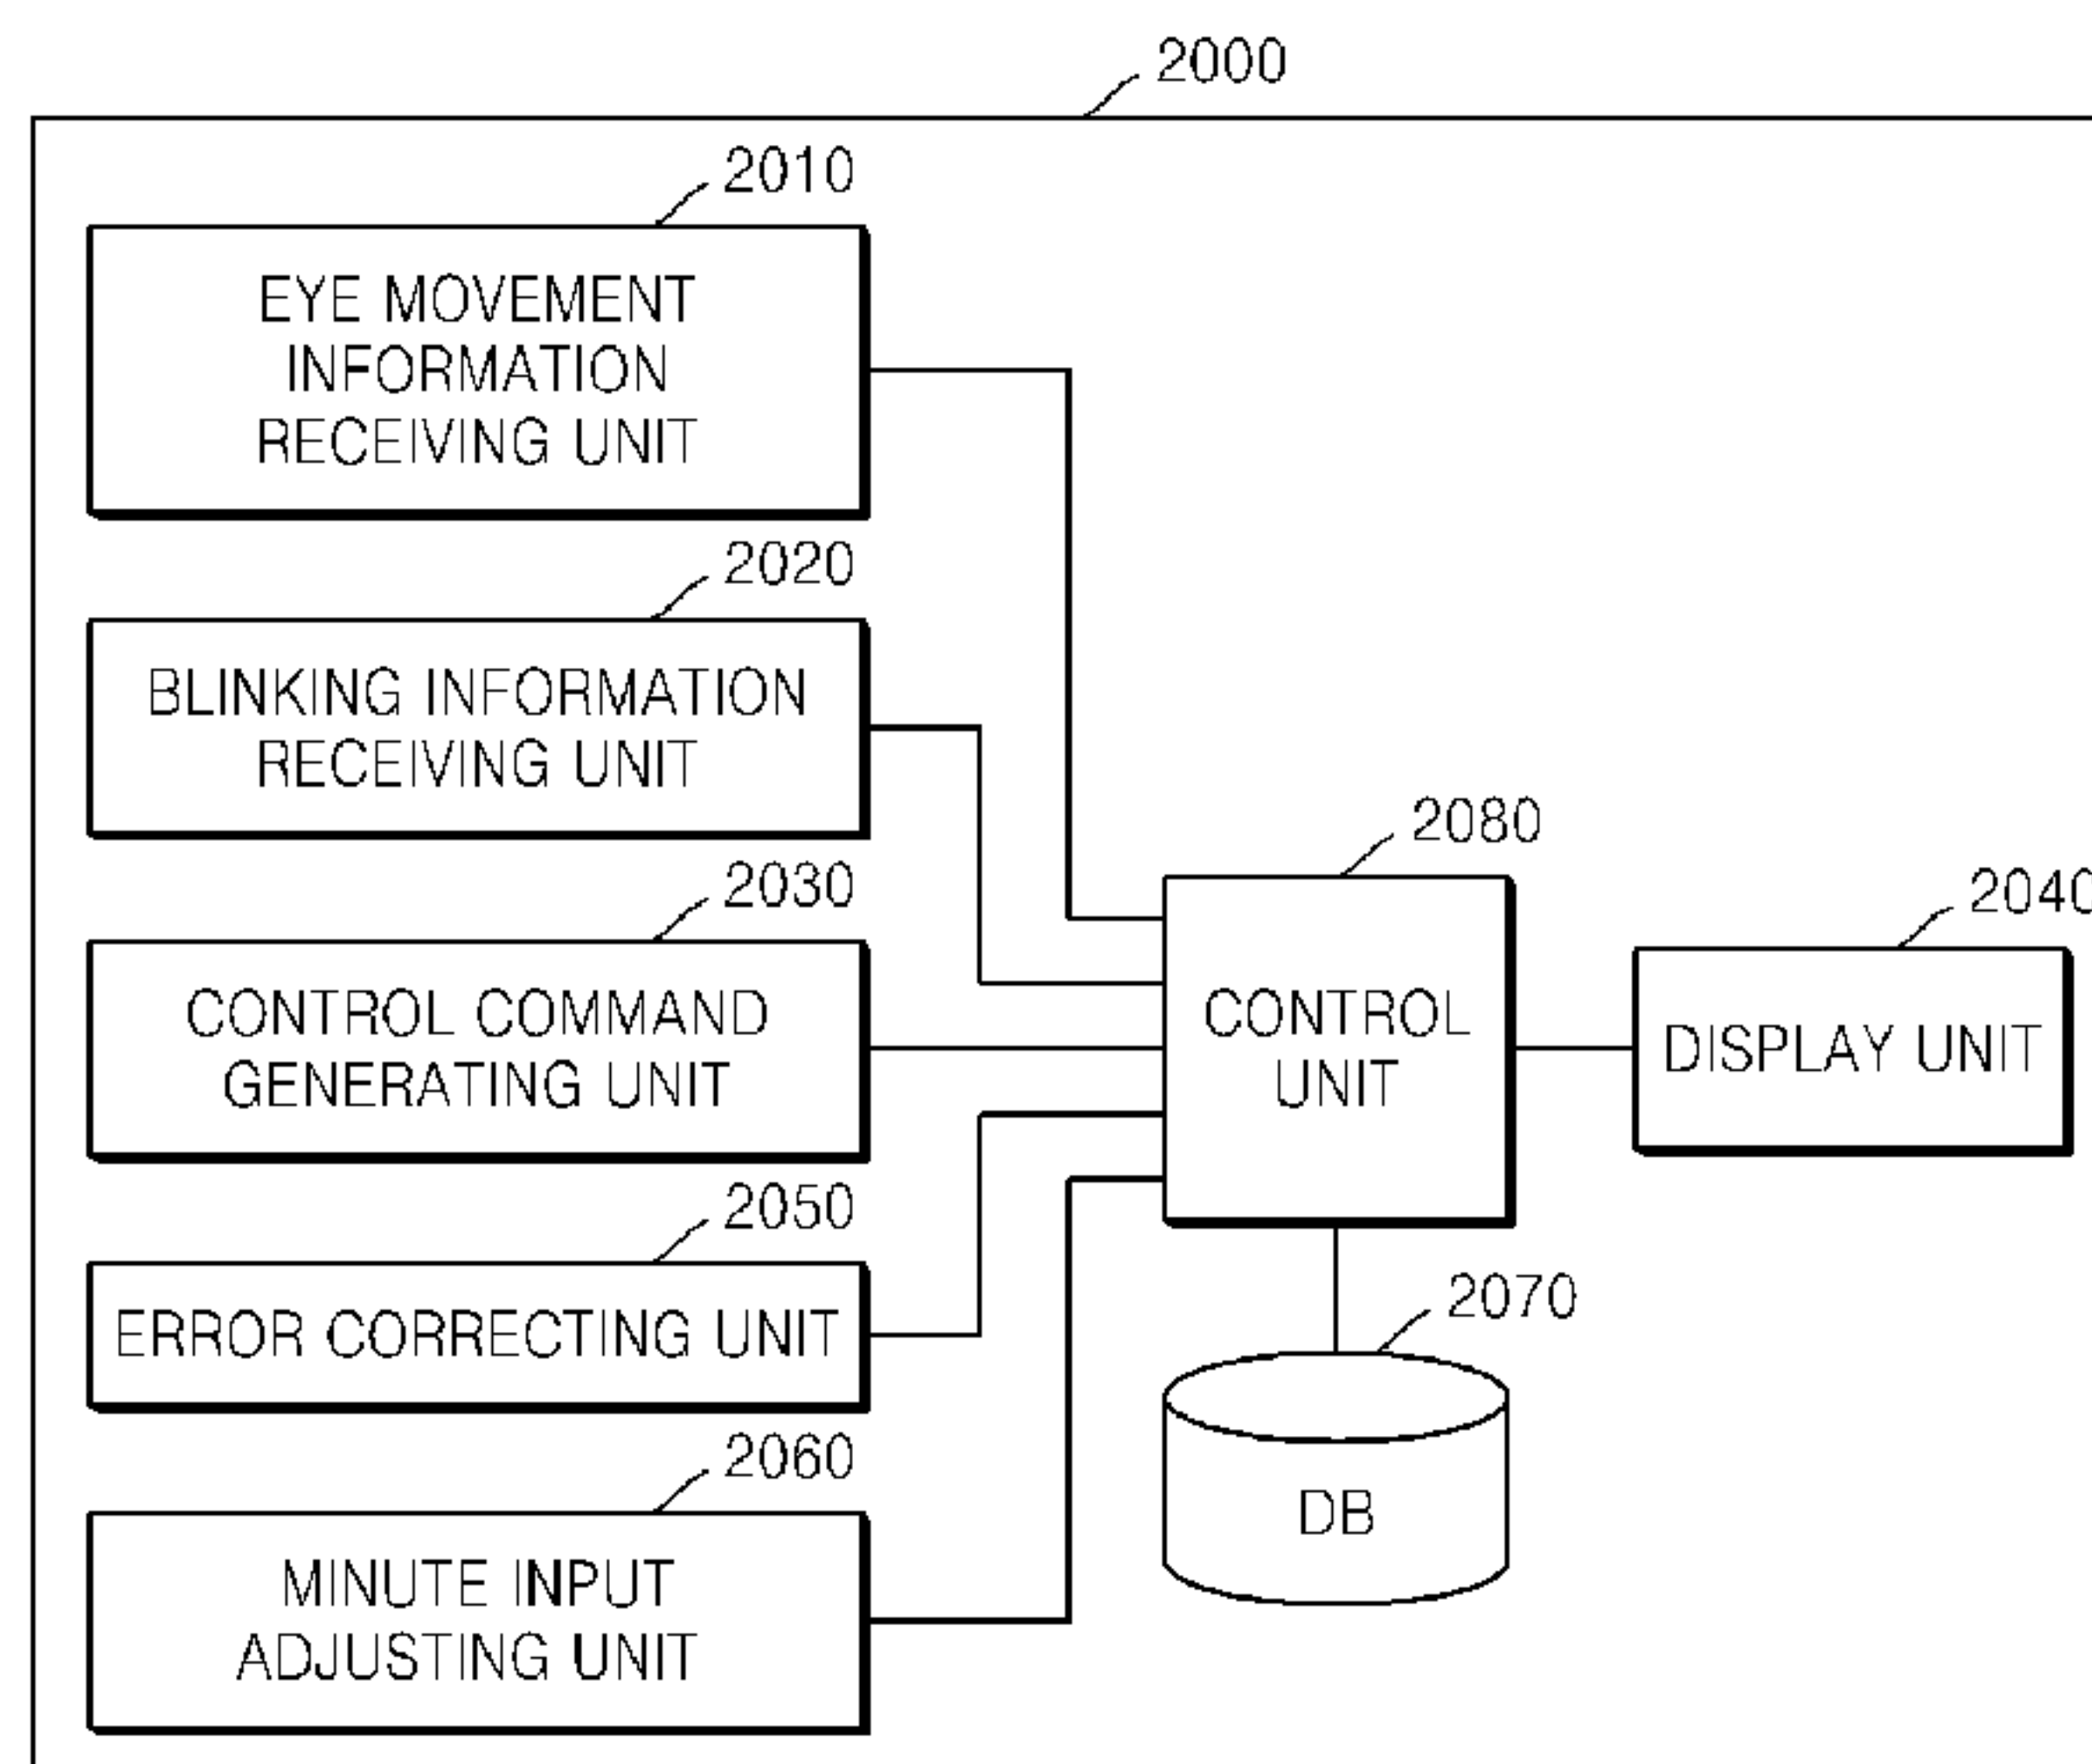 2000
2010
EYE MOVEMENT
INFORMATION
RECEIVING UNIT
2020
BLINKING INFORMATION
RECEIVING UNIT
2030
CONTROL COMMAND
GENERATING UNIT
2050
ERROR CORRECTING UNIT
2060
MINUTE INPUT
ADJUSTING UNIT
2080
CONTROL
UNIT
2040
DISPLAY UNIT
2070
DB